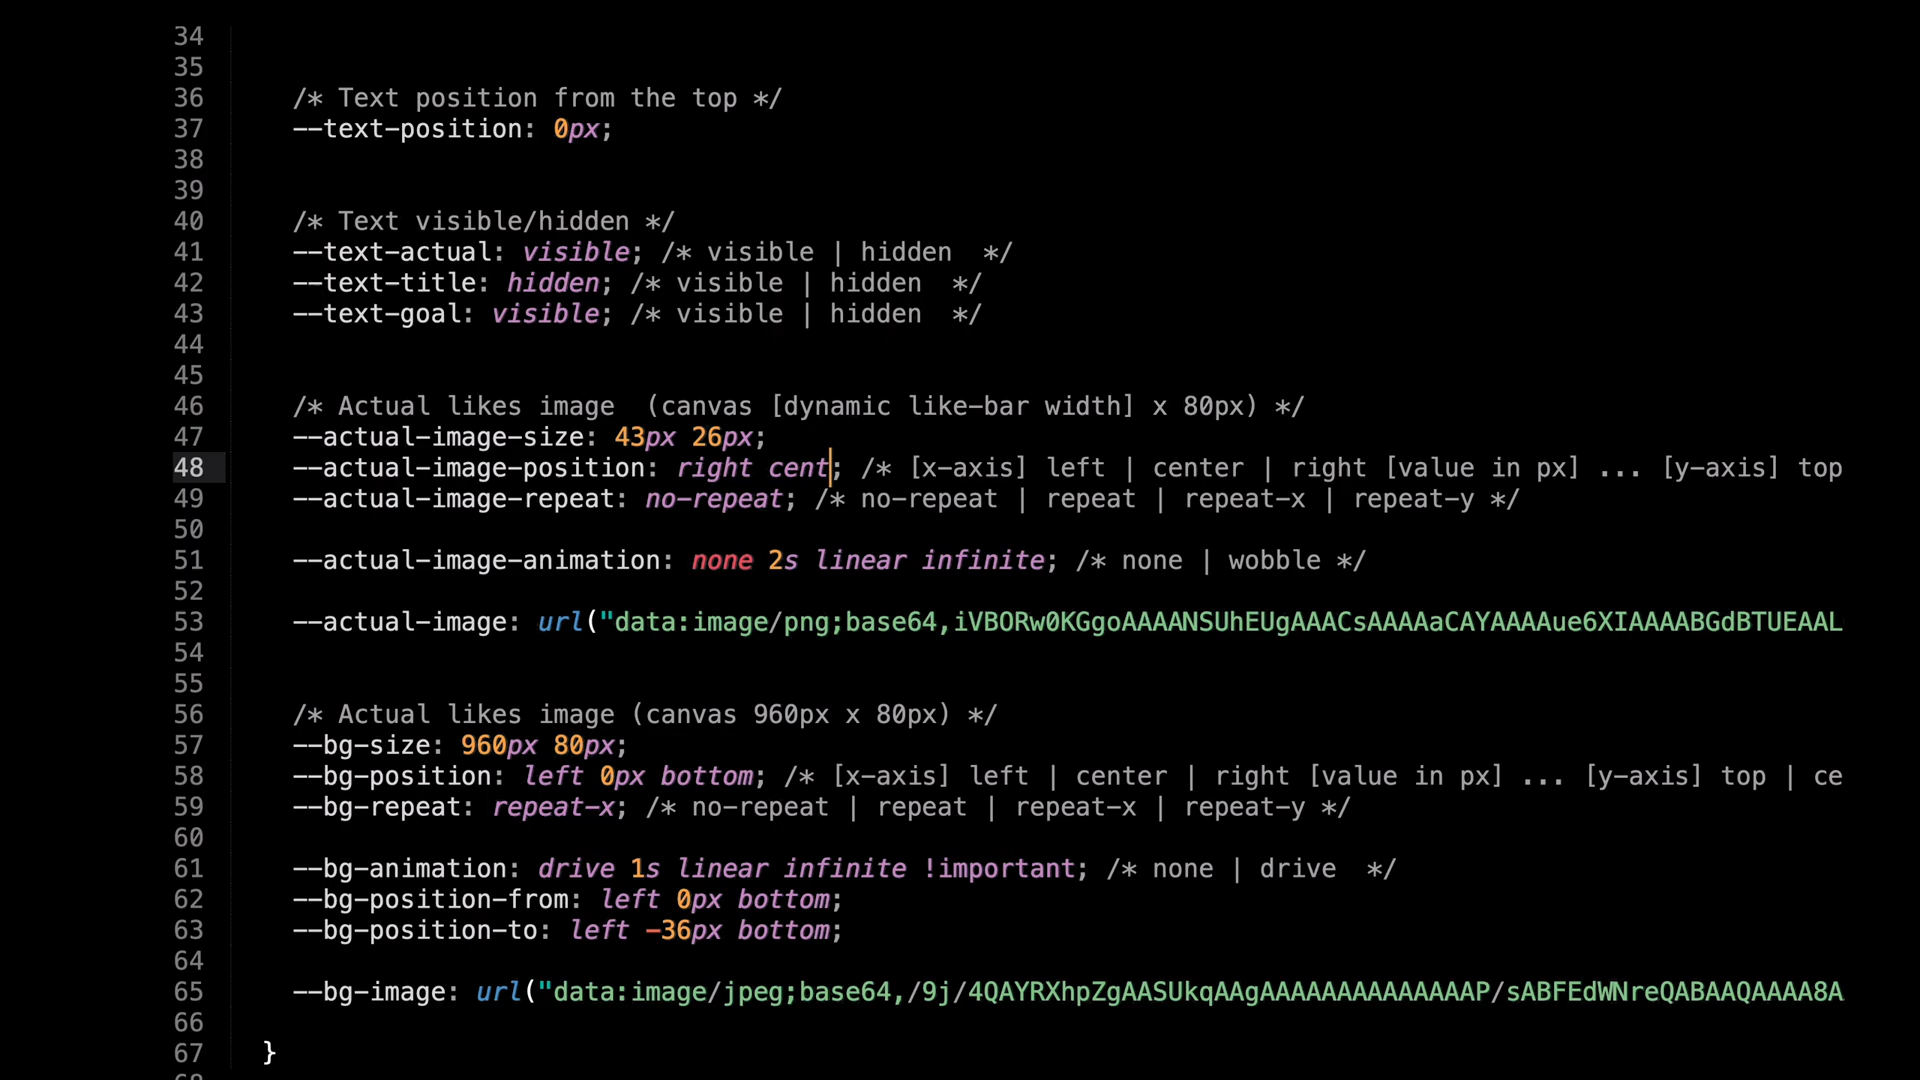 34
35
36 /* Text position from the top */
37 --text-position: 0px;
38
39
40 /* Text visible/hidden */
41 --text-actual: visible; /* visible | hidden  */
42 --text-title: hidden; /* visible | hidden  */
43 --text-goal: visible; /* visible | hidden  */
44
45
46 /* Actual likes image  (canvas [dynamic like-bar width] x 80px) */
47 --actual-image-size: 43px 26px;
48 --actual-image-position: right cent; /* [x-axis] left | center | right [value in px] ... [y-axis] top
49 --actual-image-repeat: no-repeat; /* no-repeat | repeat | repeat-x | repeat-y */
50
51 --actual-image-animation: none 2s linear infinite; /* none | wobble */
52
53 --actual-image: url("data:image/png;base64,iVBORw0KGgoAAAANSUhEUgAAACsAAAAaCAYAAAAue6XIAAAABGdBTUEAAL
54
55
56 /* Actual likes image (canvas 960px x 80px) */
57 --bg-size: 960px 80px;
58 --bg-position: left 0px bottom; /* [x-axis] left | center | right [value in px] ... [y-axis] top | ce
59 --bg-repeat: repeat-x; /* no-repeat | repeat | repeat-x | repeat-y */
60
61 --bg-animation: drive 1s linear infinite !important; /* none | drive  */
62 --bg-position-from: left 0px bottom;
63 --bg-position-to: left -36px bottom;
64
65 --bg-image: url("data:image/jpeg;base64,/9j/4QAYRXhpZgAASUkqAAgAAAAAAAAAAAAAAP/sABFEdWNreQABAAQAAAA8A
66
67 }